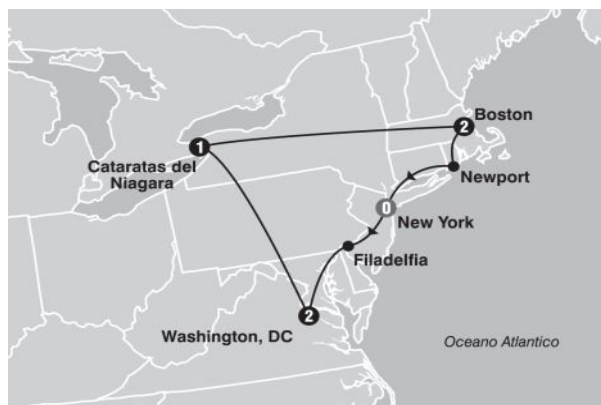 2
Boston
1
Cataratas del
Niagara
Newport
0
New York
Filadelfia
2
Washington, DC
Oceano Atlantico